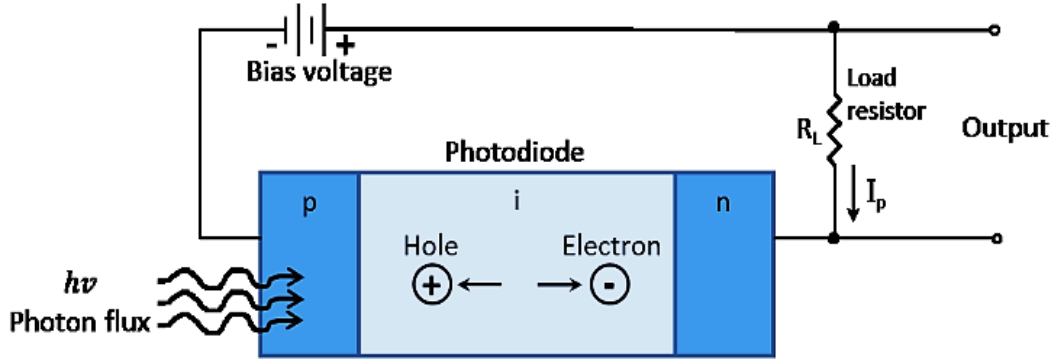 - +
Bias voltage
Load
resistor
R_L
Output
I_p
Photodiode
p i n
Hole Electron
+ -
hv
Photon flux